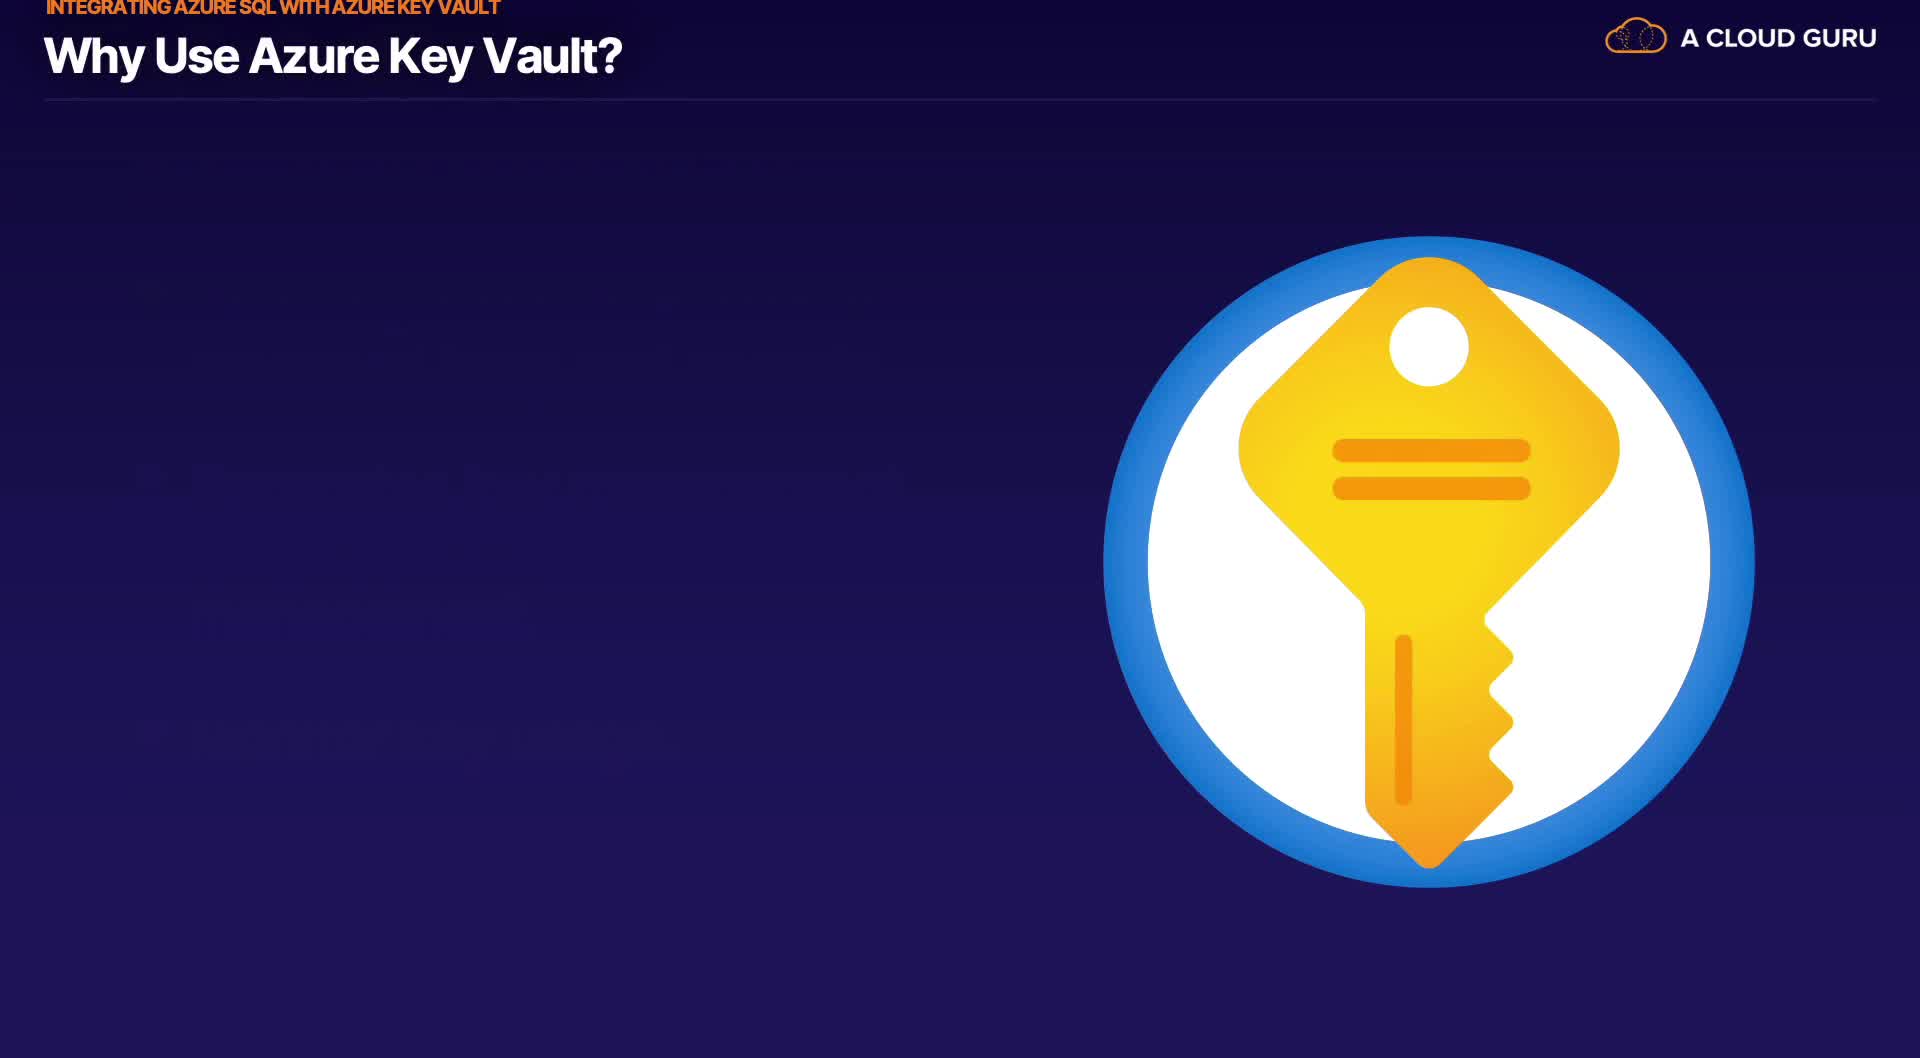 INTEGRATING AZURE SQL WITH AZURE KEY VAULT
Why Use Azure Key Vault?
A CLOUD GURU